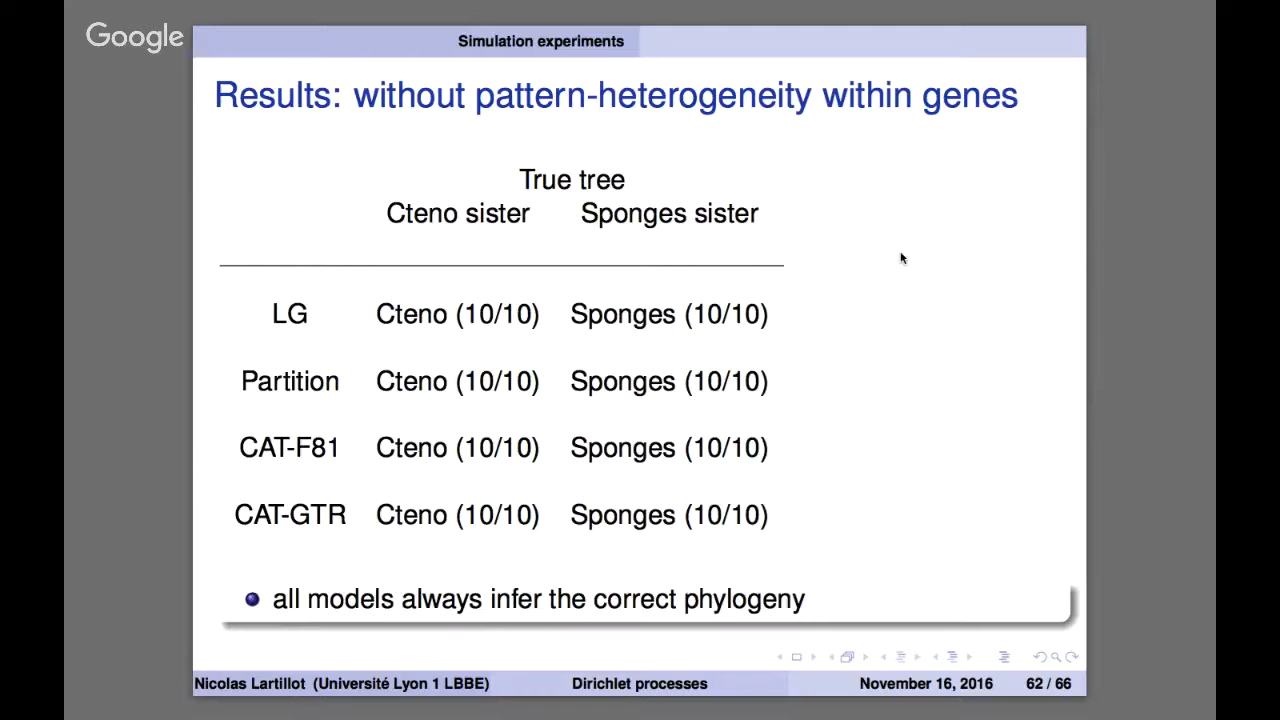 Google
Simulation experiments
Results: without pattern-heterogeneity within genes
True tree
Cteno sister Sponges sister
LG Cteno (10/10) Sponges (10/10)
Partition Cteno (10/10) Sponges (10/10)
CAT-F81 Cteno (10/10) Sponges (10/10)
CAT-GTR Cteno (10/10) Sponges (10/10)
all models always infer the correct phylogeny
Nicolas Lartillot (Université Lyon 1 LBBE) Dirichlet processes November 16, 2016 62 / 66